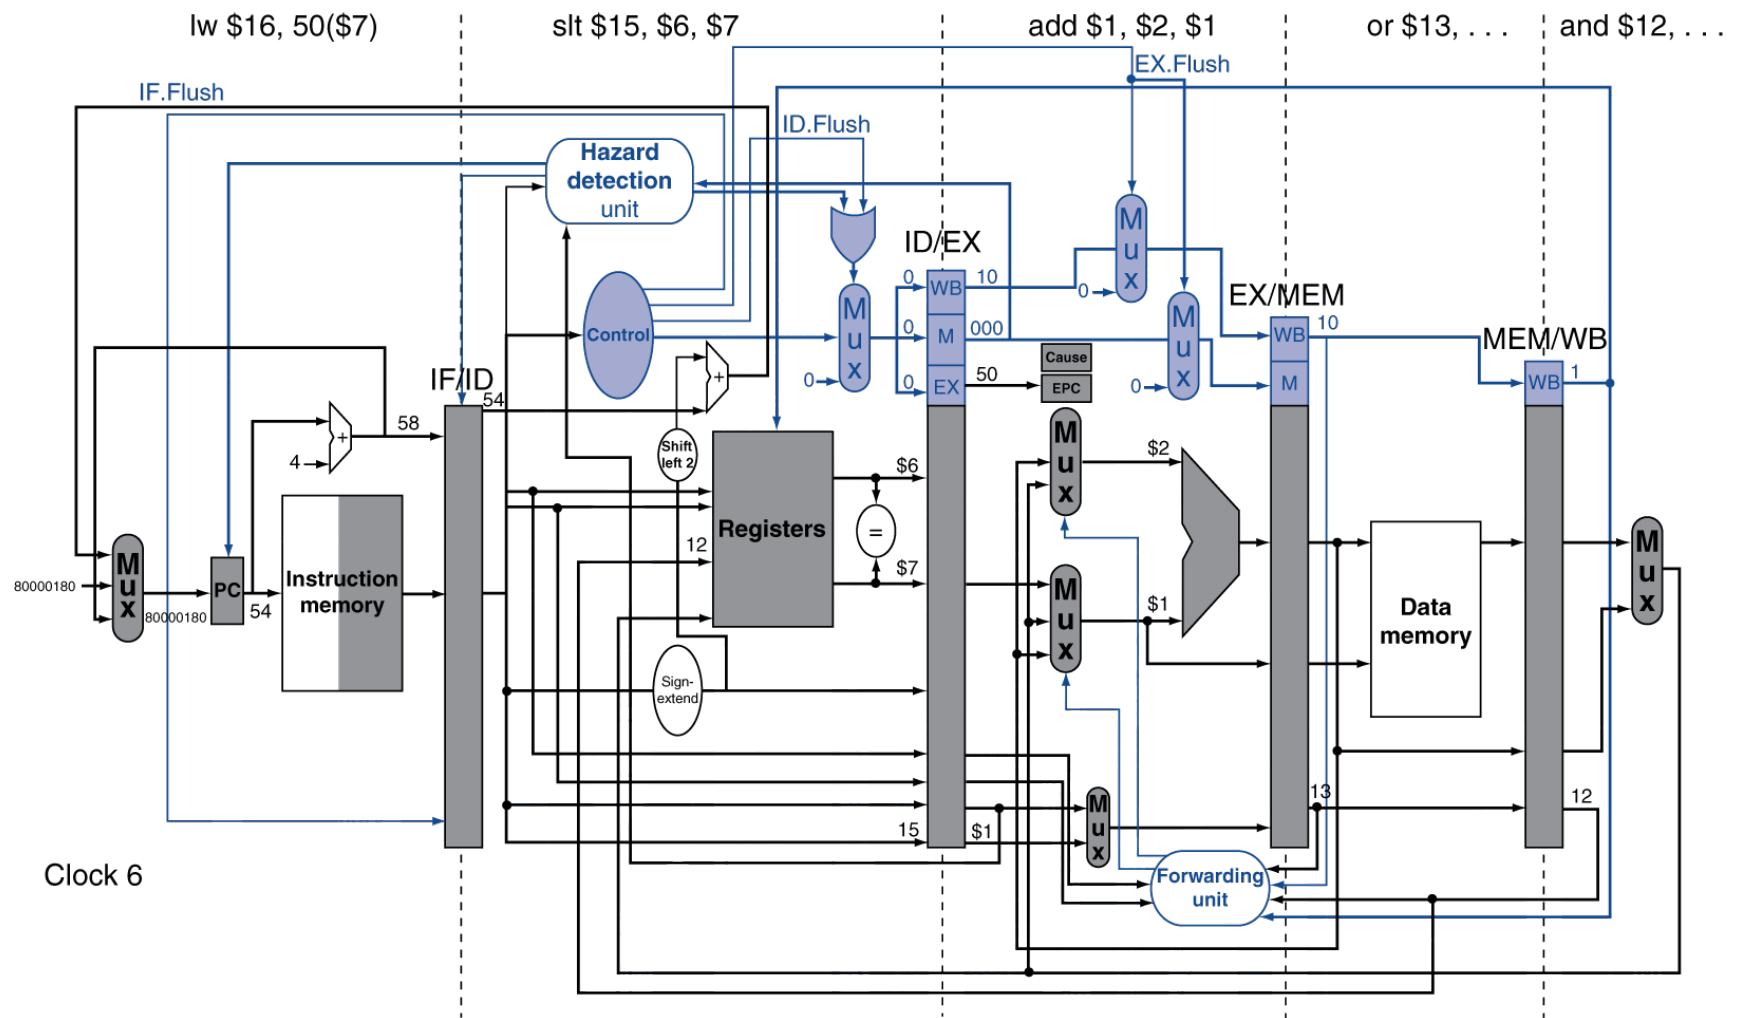 lw $16, 50($7)
slt $15, $6, $7
add $1, $2, $1
or $13, . . .
and $12, . . .
EX.Flush
IF.Flush
ID.Flush
Hazard
detection
unit
M
u
x
ID/EX
0
WB
10
0
EX/MEM
Control
M
u
x
0
M
000
M
u
x
WB
10
MEM/WB
Cause
0
0
EX
50
EPC
0
M
WB
1
IF/ID
54
+
58
+
4
Shift
left 2
M
u
x
$2
$6
Registers
=
12
$7
M
u
x
80000180
80000180
PC
54
Instruction
memory
M
u
x
$1
Data
memory
M
u
x
Sign-
extend
15
$1
M
u
x
13
12
Forwarding
unit
Clock 6